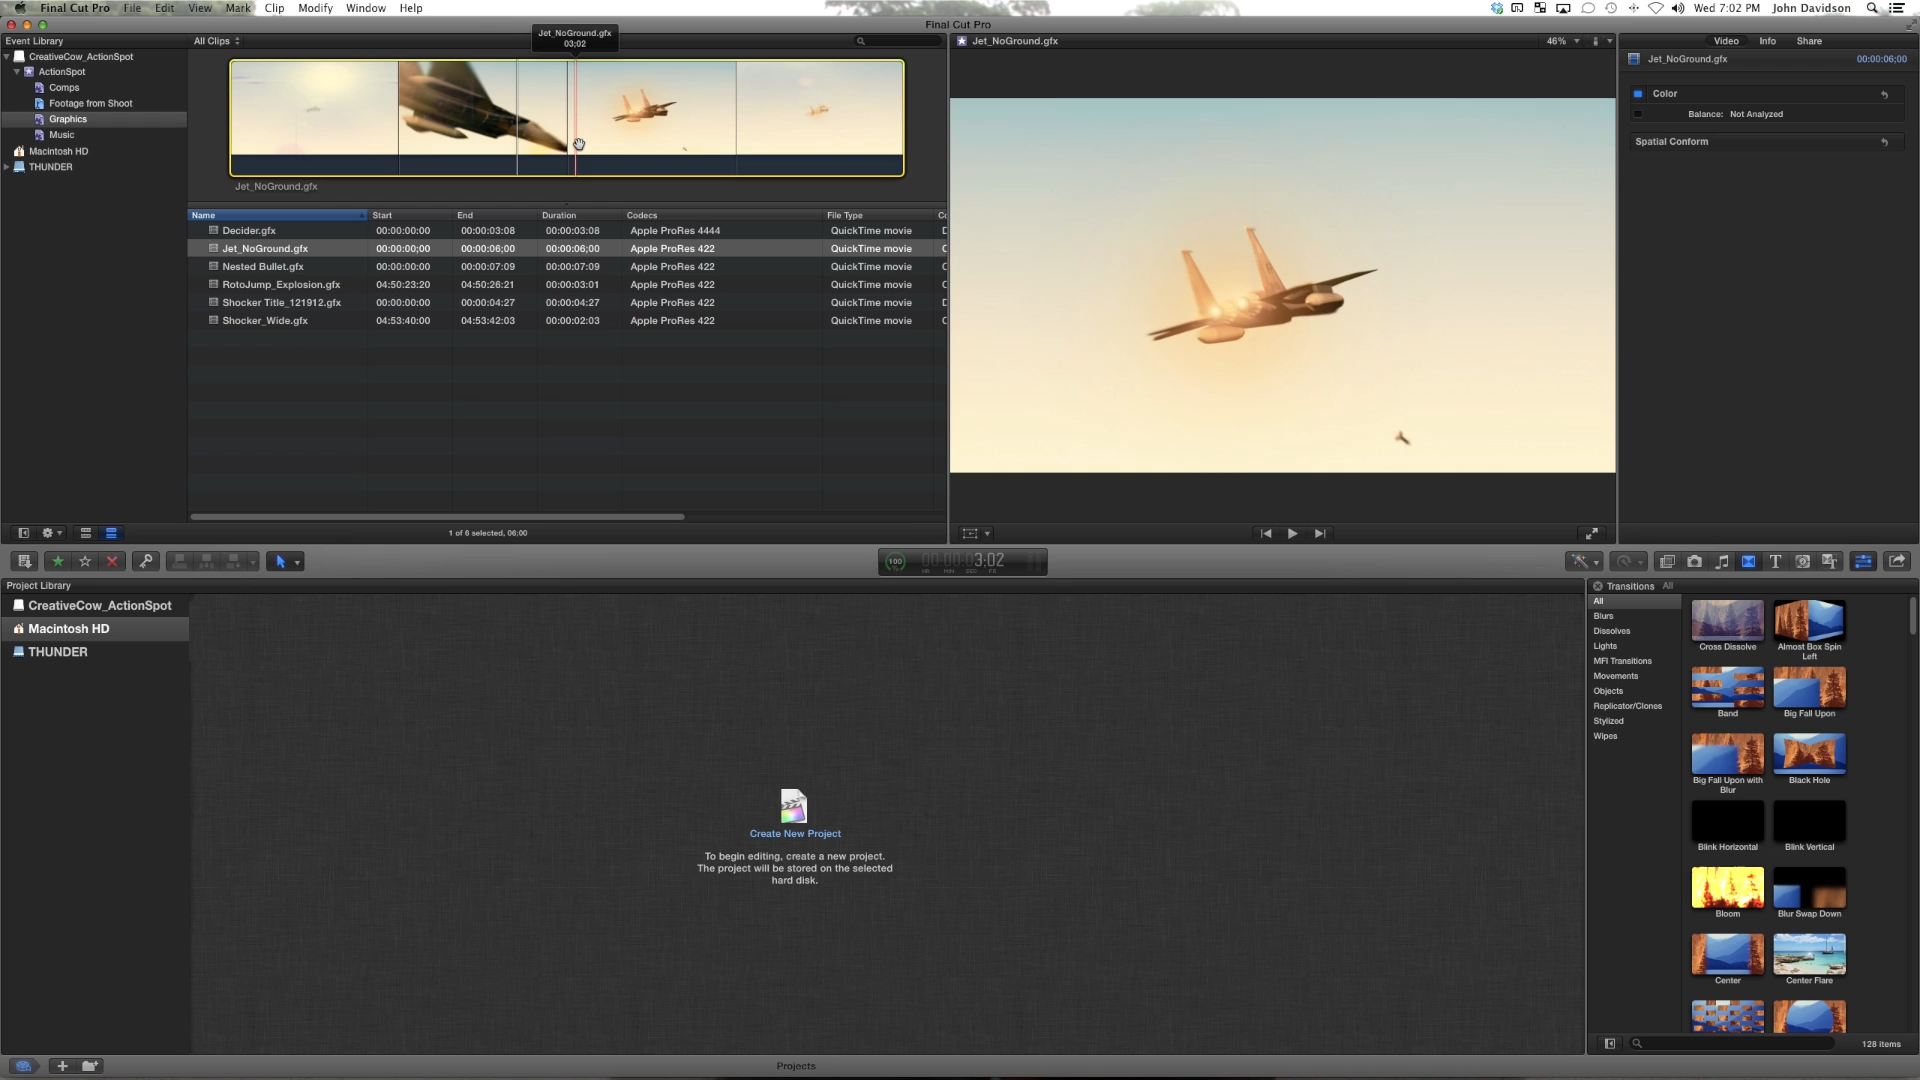 Final Cut Pro File Edit View Mark Clip Modify Window Help
Wed 7:02 PM John Davidson
Final Cut Pro
Event Library
CreativeCow_ActionSpot
ActionSpot
Comps
Footage from Shoot
Graphics
Music
Macintosh HD
THUNDER
All Clips
Jet_NoGround.gfx
03;02
Jet_NoGround.gfx
Name Start End Duration Codecs File Type
Decider.gfx 00:00:00:00 00:00:03:08 00:00:03:08 Apple ProRes 4444 QuickTime movie
Jet_NoGround.gfx 00:00:00;00 00:00:06;00 00:00:06;00 Apple ProRes 422 QuickTime movie
Nested Bullet.gfx 00:00:00:00 00:00:07:09 00:00:07:09 Apple ProRes 422 QuickTime movie
RotoJump_Explosion.gfx 04:50:23:20 04:50:26:21 00:00:03:01 Apple ProRes 422 QuickTime movie
Shocker Title_121912.gfx 00:00:00:00 00:00:04:27 00:00:04:27 Apple ProRes 422 QuickTime movie
Shocker_Wide.gfx 04:53:40:00 04:53:42:03 00:00:02:03 Apple ProRes 422 QuickTime movie
1 of 6 selected, 06;00
Jet_NoGround.gfx 46%
Video Info Share
Jet_NoGround.gfx 00:00:06;00
Color
Balance: Not Analyzed
Spatial Conform
100 00:00:03;02
HR MIN SEC FR
Project Library
CreativeCow_ActionSpot
Macintosh HD
THUNDER
Create New Project
To begin editing, create a new project.
The project will be stored on the selected
hard disk.
Transitions All
All
Blurs
Dissolves
Lights
MFI Transitions
Movements
Objects
Replicator/Clones
Stylized
Wipes
Cross Dissolve
Almost Box Spin
Left
Band
Big Fall Upon
Big Fall Upon with
Blur
Black Hole
Blink Horizontal
Blink Vertical
Bloom
Blur Swap Down
Center
Center Flare
128 items
Projects